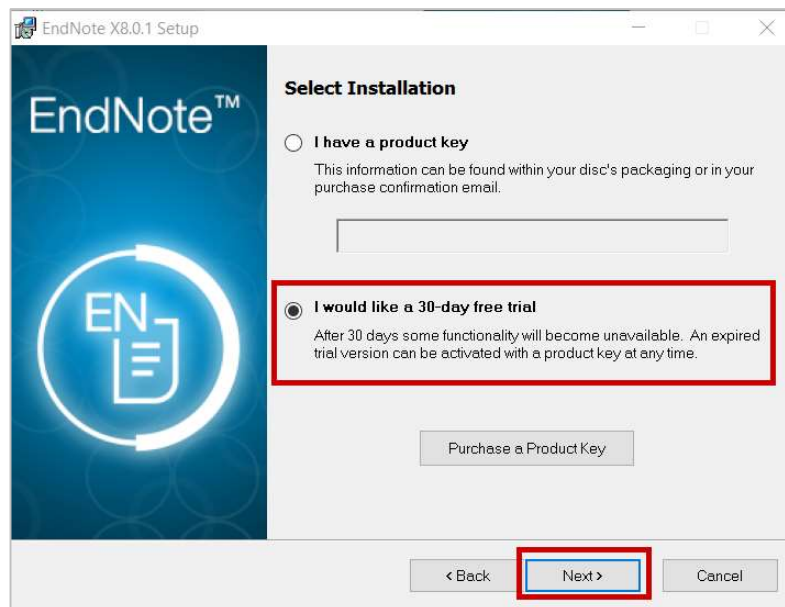 EndNote X8.0.1 Setup
EndNote™
Select Installation
I have a product key
This information can be found within your disc's packaging or in your
purchase confirmation email.
I would like a 30-day free trial
After 30 days some functionality will become unavailable. An expired
trial version can be activated with a product key at any time.
EN
Purchase a Product Key
< Back
Next >
Cancel